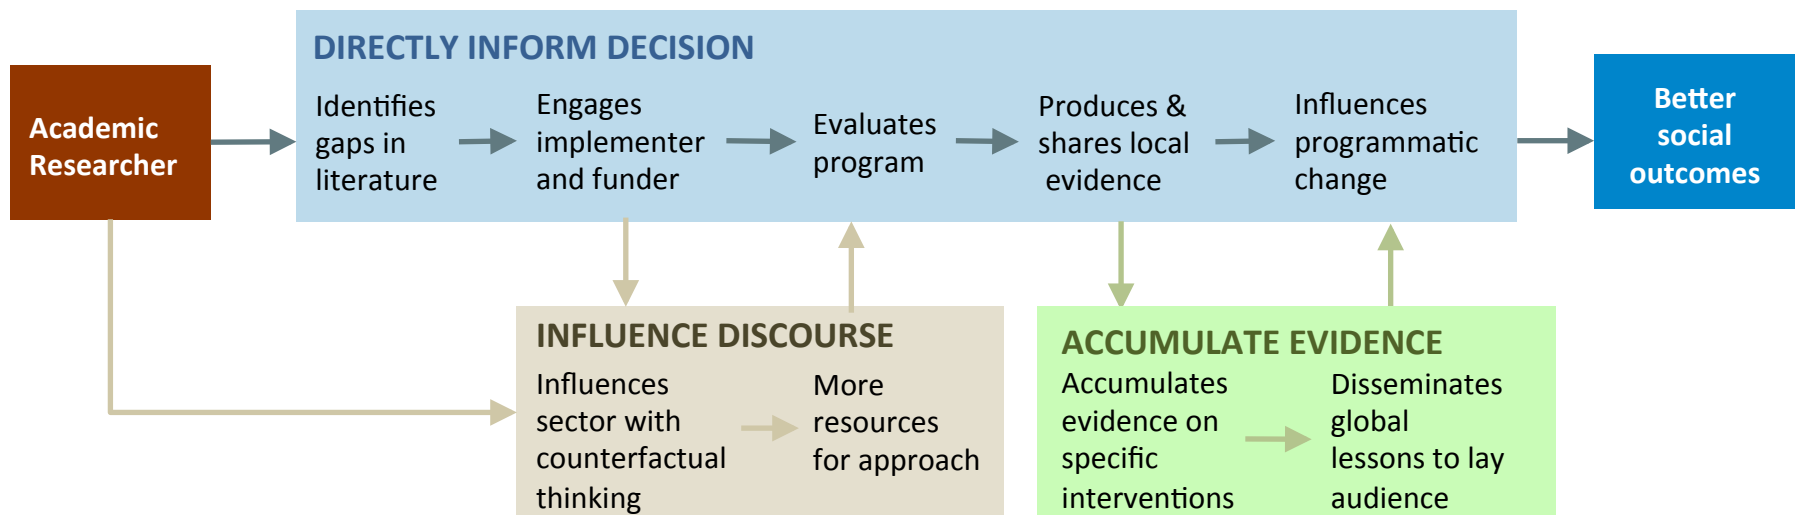 DIRECTLY INFORM DECISION
Academic
Researcher
Identifies
gaps in
literature
Engages
implementer
and funder
Evaluates
program
Produces &
shares local
evidence
Influences
programmatic
change
Better
social
outcomes
INFLUENCE DISCOURSE
Influences
sector with
counterfactual
thinking
More
resources
for approach
ACCUMULATE EVIDENCE
Accumulates
evidence on
specific
interventions
Disseminates
global
lessons to lay
audience